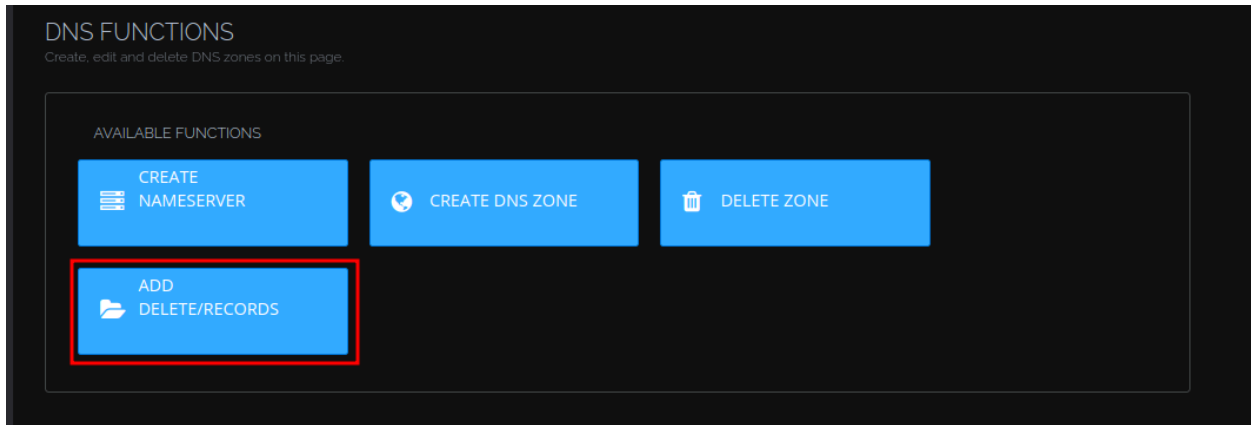 DNS FUNCTIONS
Create, edit and delete DNS zones on this page.
AVAILABLE FUNCTIONS
CREATE
NAMESERVER
CREATE DNS ZONE
DELETE ZONE
ADD
DELETE/RECORDS